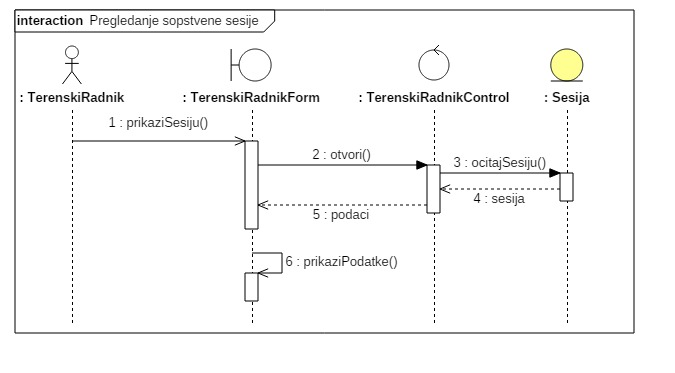 interaction Pregledanje sopstvene sesije
: TerenskiRadnik : TerenskiRadnikForm : TerenskiRadnikControl : Sesija
1 : prikaziSesiju()
2 : otvori()
3 : ocitajSesiju()
4 : sesija
5 : podaci
6 : prikaziPodatke()